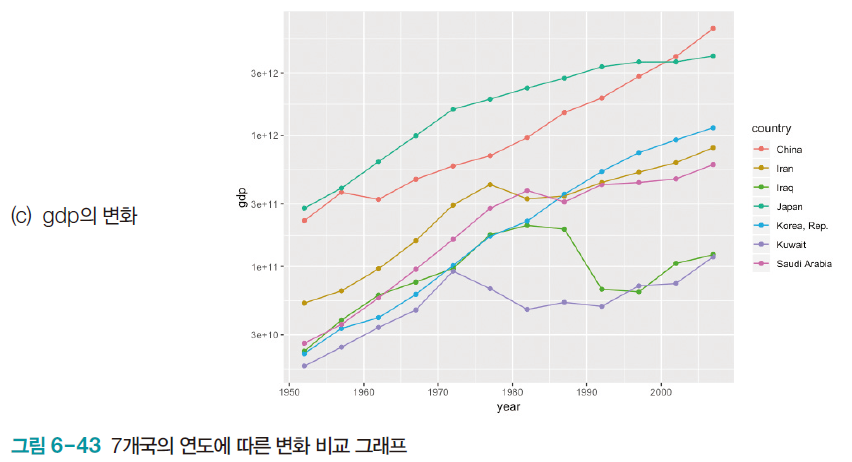 (c) gdp의 변화
gdp
3e+12
1e+12
3e+11
1e+11
3e+10
1950 1960 1970 1980 1990 2000
year
country
China
Iran
Iraq
Japan
Korea, Rep.
Kuwait
Saudi Arabia
그림 6-43 7개국의 연도에 따른 변화 비교 그래프